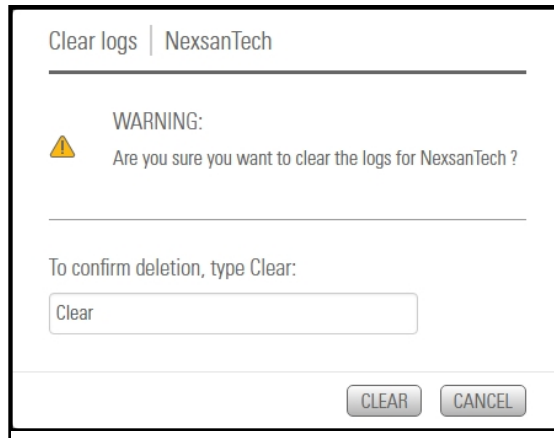 Clear logs | NexsanTech
WARNING:
Are you sure you want to clear the logs for NexsanTech ?
To confirm deletion, type Clear:
Clear
CLEAR CANCEL